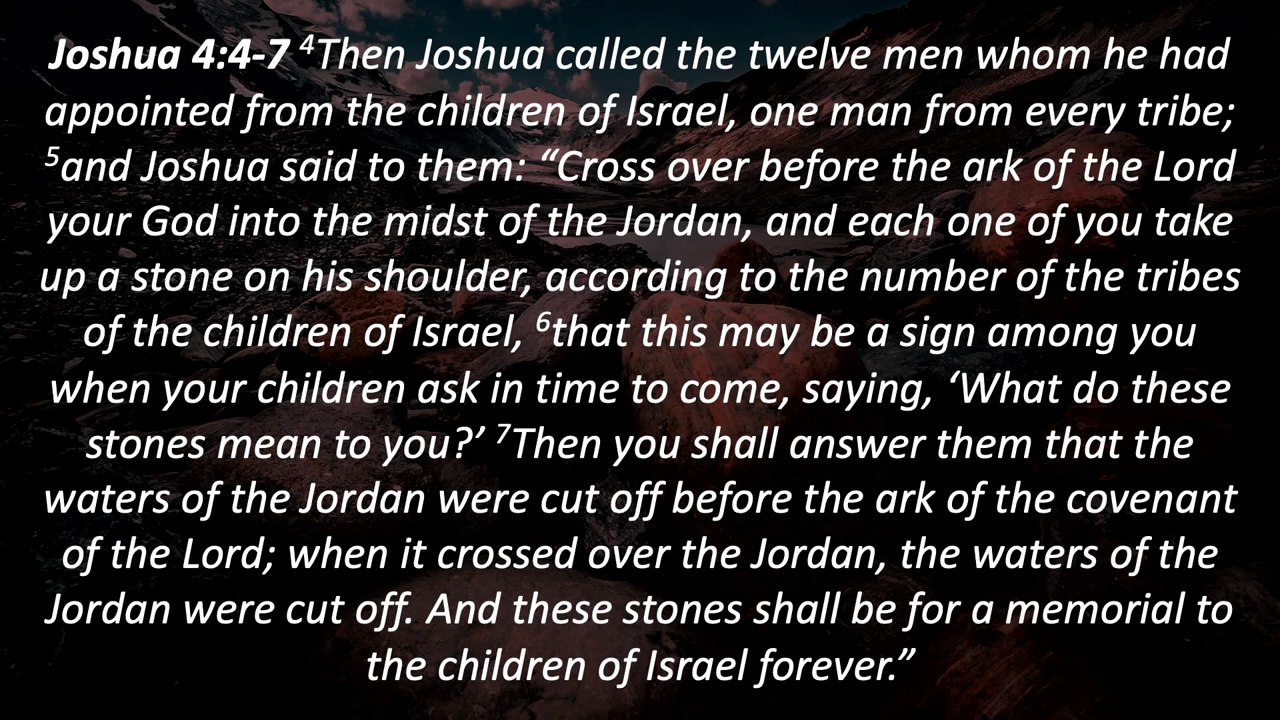 Joshua 4:4-7 ⁴Then Joshua called the twelve men whom he had
appointed from the children of Israel, one man from every tribe;
⁵and Joshua said to them: “Cross over before the ark of the Lord
your God into the midst of the Jordan, and each one of you take
up a stone on his shoulder, according to the number of the tribes
of the children of Israel, ⁶that this may be a sign among you
when your children ask in time to come, saying, ‘What do these
stones mean to you?’ ⁷Then you shall answer them that the
waters of the Jordan were cut off before the ark of the covenant
of the Lord; when it crossed over the Jordan, the waters of the
Jordan were cut off. And these stones shall be for a memorial to
the children of Israel forever.”